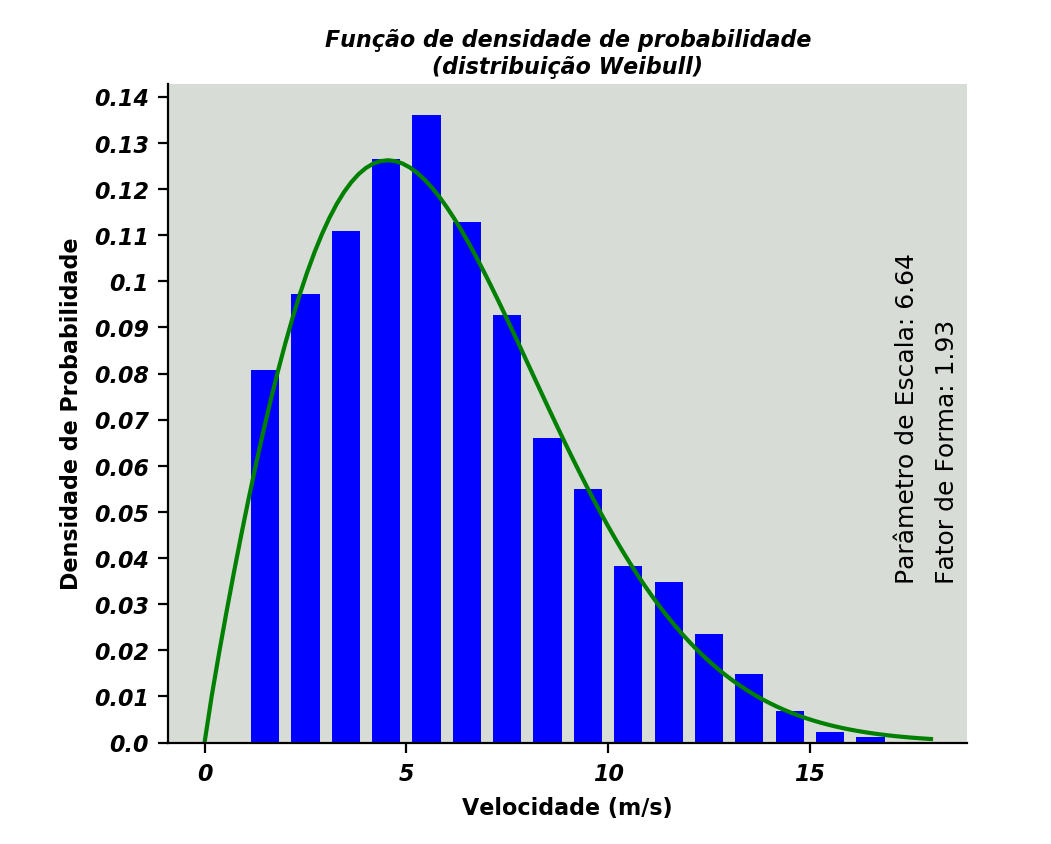 Função de densidade de probabilidade
(distribuição Weibull)
Densidade de Probabilidade
0.14
0.13
0.12
0.11
0.1
0.09
0.08
0.07
0.06
0.05
0.04
0.03
0.02
0.01
0.0
Parâmetro de Escala: 6.64
Fator de Forma: 1.93
0 5 10 15
Velocidade (m/s)